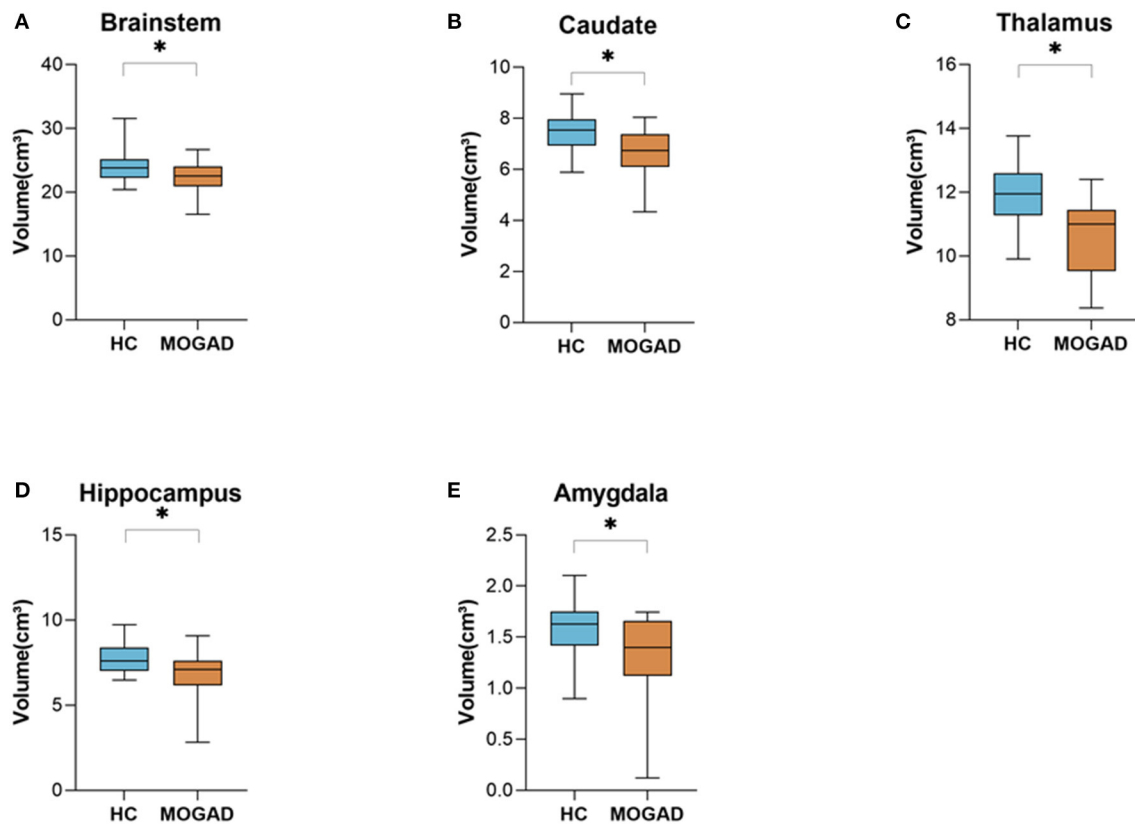 A
Brainstem
*
40
30
20
10
0
Volume(cm³)
HC MOGAD
B
Caudate
*
10
8
6
4
2
0
Volume(cm³)
HC MOGAD
C
Thalamus
*
16
14
12
10
8
Volume(cm³)
HC MOGAD
D
Hippocampus
*
15
10
5
0
Volume(cm³)
HC MOGAD
E
Amygdala
*
2.5
2.0
1.5
1.0
0.5
0.0
Volume(cm³)
HC MOGAD